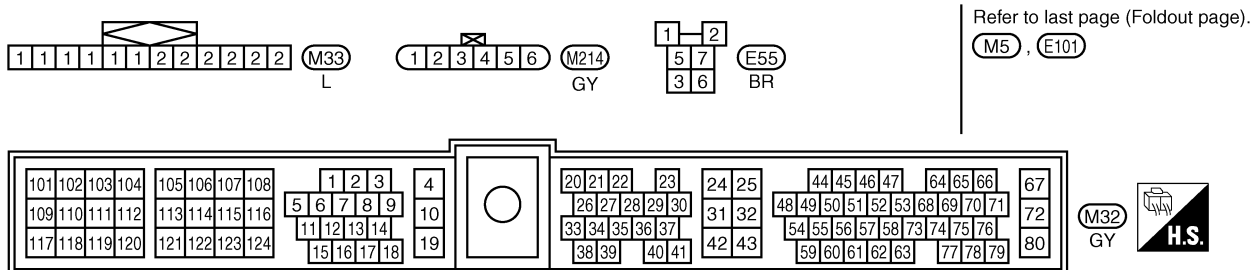 1 1 1 1 1 1 2 2 2 2 2 2 M33
L
1 2 3 4 5 6 M214
GY
1 2 E55
5 7
3 6
BR
Refer to last page (Foldout page).
M5 , E101
101 102 103 104 105 106 107 108 1 2 3 4 20 21 22 23 24 25 44 45 46 47 64 65 66 67
109 110 111 112 113 114 115 116 5 6 7 8 9 10 26 27 28 29 30 31 32 48 49 50 51 52 53 68 69 70 71 72
11 12 13 14 33 34 35 36 37 54 55 56 57 58 73 74 75 76
117 118 119 120 121 122 123 124 15 16 17 18 19 38 39 40 41 42 43 59 60 61 62 63 77 78 79 80
M32
GY
H.S.